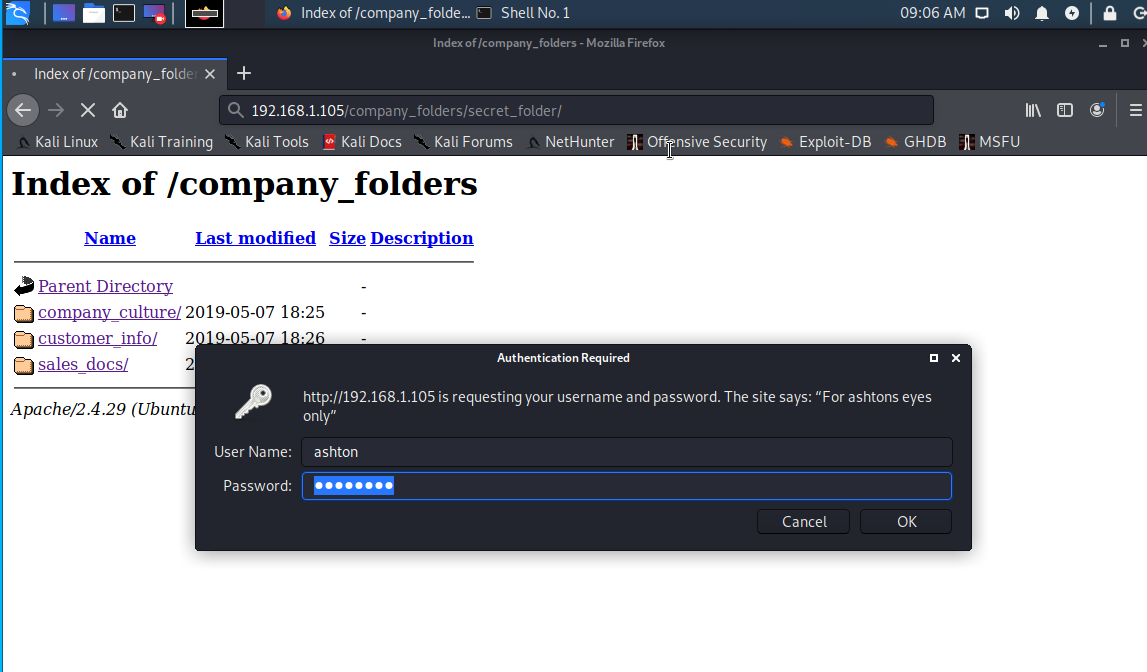 Index of /company_folde... Shell No. 1 09:06 AM
Index of /company_folders - Mozilla Firefox
Index of /company_folder
192.168.1.105/company_folders/secret_folder/
Kali Linux Kali Training Kali Tools Kali Docs Kali Forums NetHunter Offensive Security Exploit-DB GHDB MSFU
Index of /company_folders
Name Last modified Size Description
Parent Directory -
company_culture/ 2019-05-07 18:25 -
customer_info/ 2019-05-07 18:26 -
sales_docs/ 2
Apache/2.4.29 (Ubuntu
Authentication Required
http://192.168.1.105 is requesting your username and password. The site says: “For ashtons eyes
only”
User Name: ashton
Password: ●●●●●●●●
Cancel OK